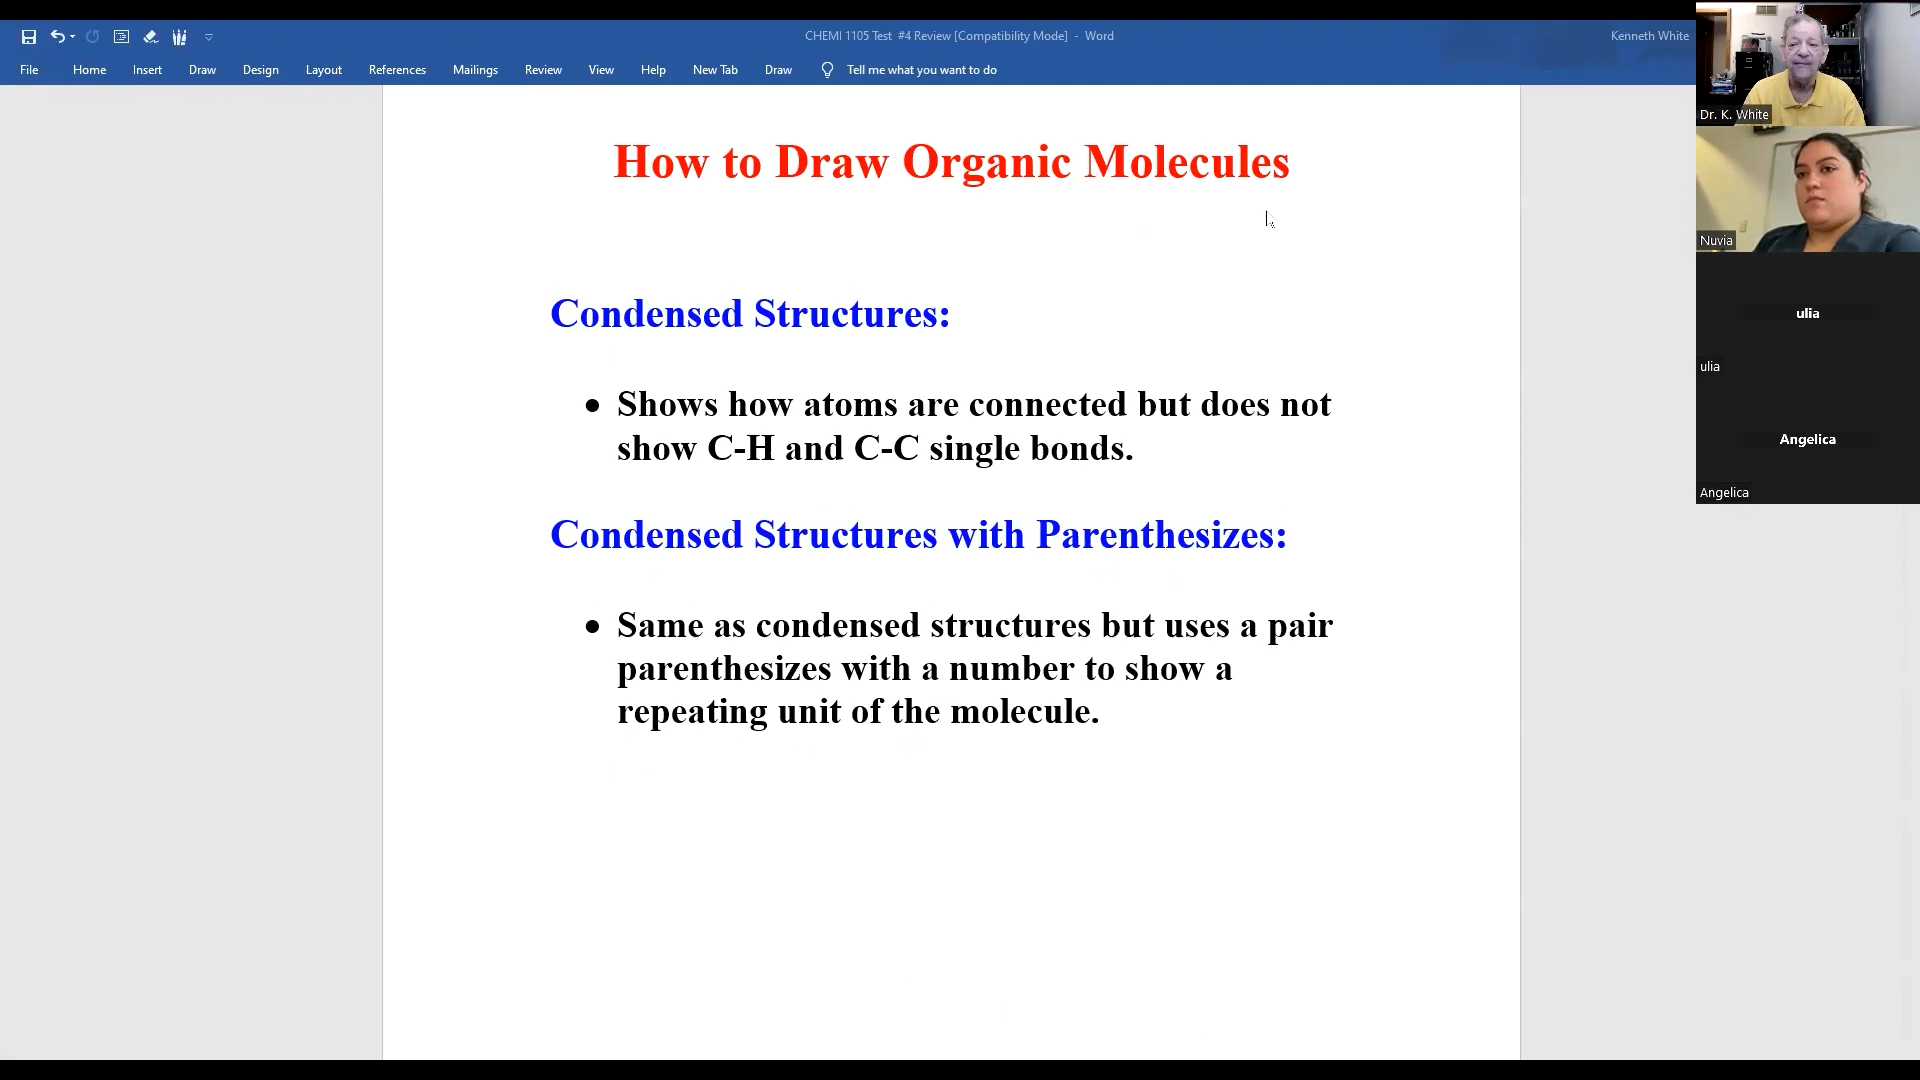 CHEMI 1105 Test #4 Review [Compatibility Mode] - Word
Kenneth White
File Home Insert Draw Design Layout References Mailings Review View Help New Tab Draw Tell me what you want to do
How to Draw Organic Molecules
Condensed Structures:
• Shows how atoms are connected but does not
show C-H and C-C single bonds.
Condensed Structures with Parenthesizes:
• Same as condensed structures but uses a pair
parenthesizes with a number to show a
repeating unit of the molecule.
Dr. K. White
Nuvia
ulia
ulia
Angelica
Angelica